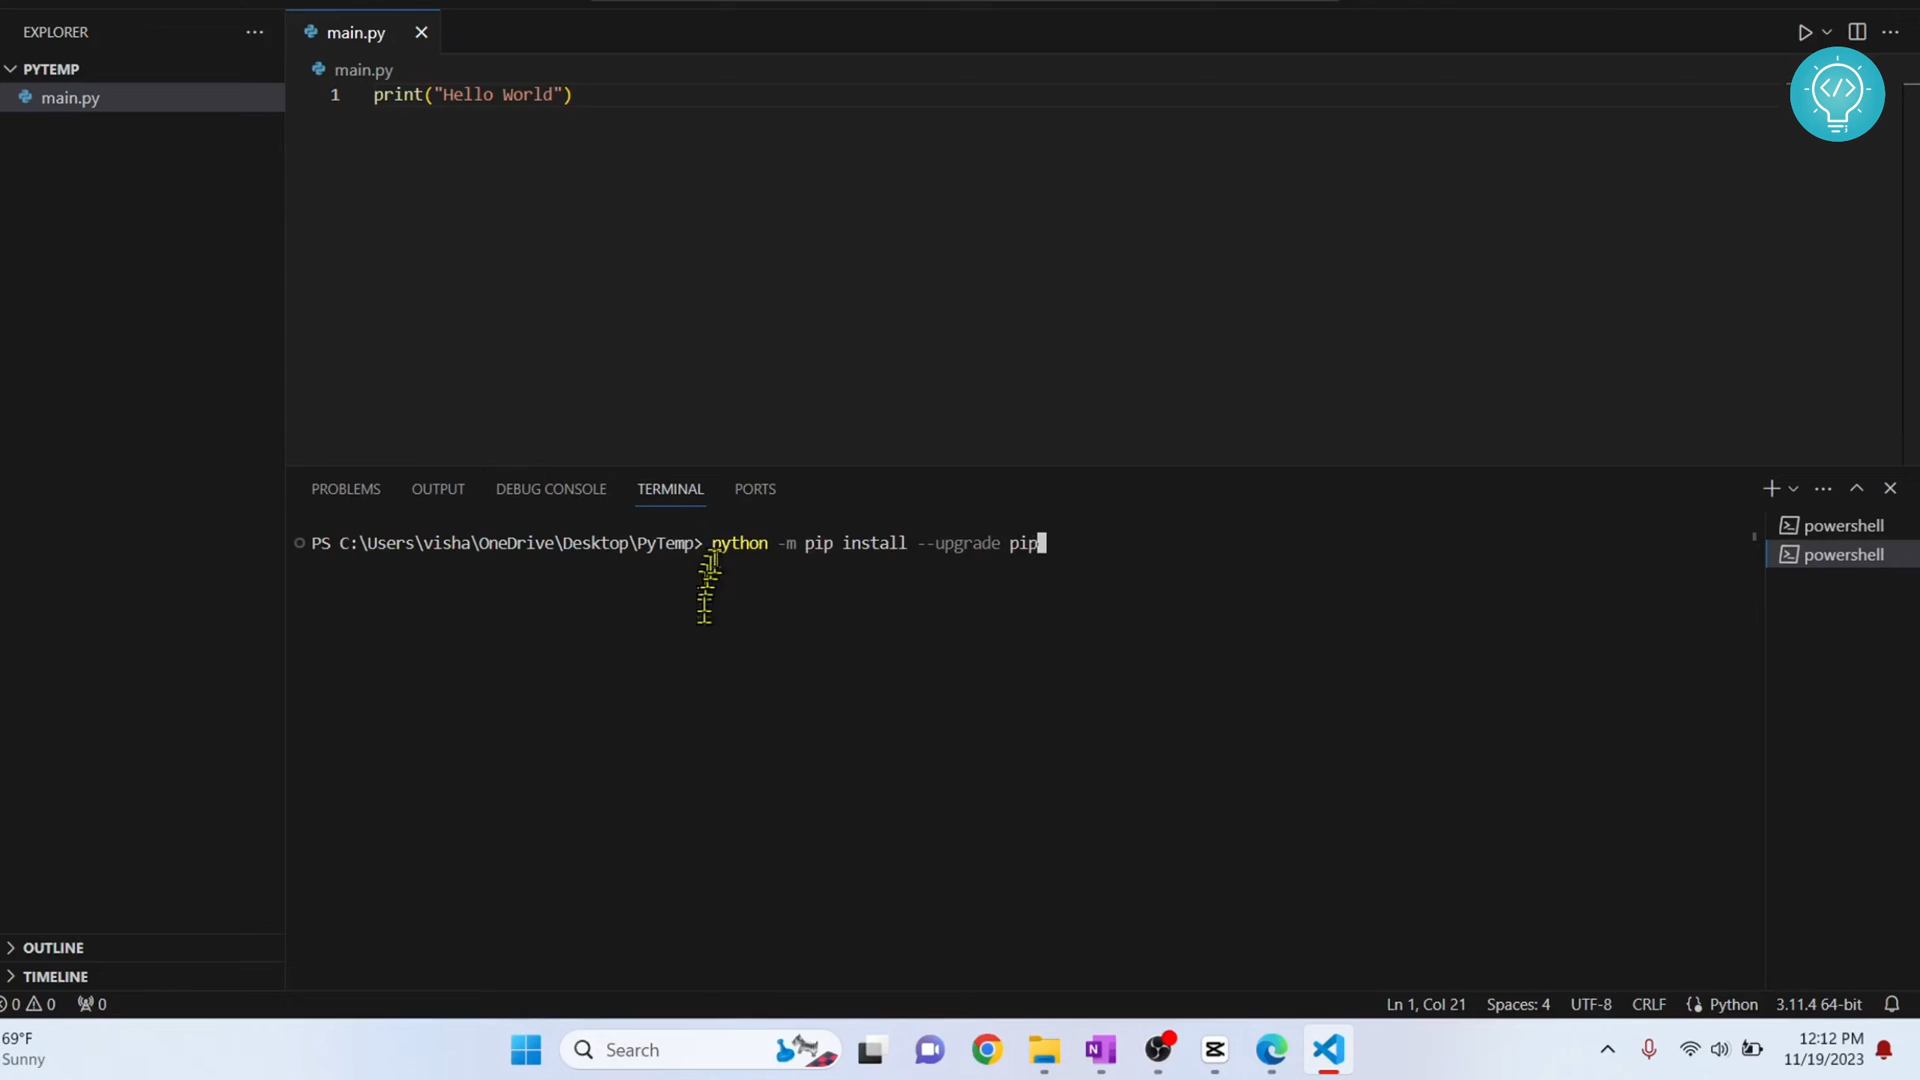 EXPLORER
PYTEMP
main.py
main.py
main.py
1 print("Hello World")
PROBLEMS OUTPUT DEBUG CONSOLE TERMINAL PORTS
PS C:\Users\visha\OneDrive\Desktop\PyTemp> python -m pip install --upgrade pip
powershell
powershell
OUTLINE
TIMELINE
0 0 0 Ln 1, Col 21 Spaces: 4 UTF-8 CRLF Python 3.11.4 64-bit
69°F
Sunny
Search
12:12 PM
11/19/2023